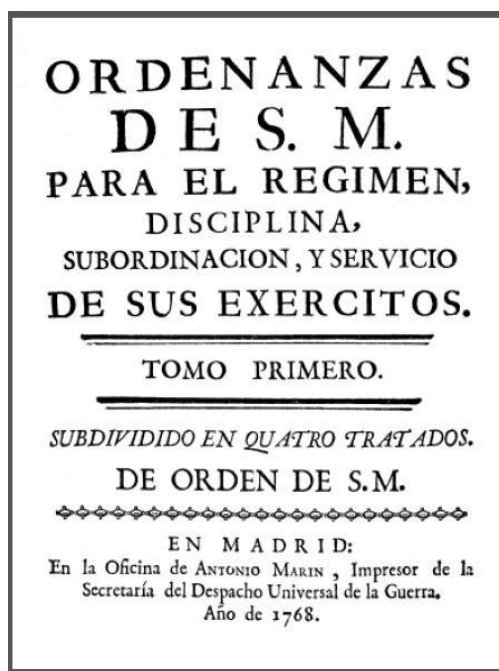 ORDENANZAS
DE S. M.
PARA EL REGIMEN,
DISCIPLINA,
SUBORDINACION, Y SERVICIO
DE SUS EXERCITOS.
TOMO PRIMERO.
SUBDIVIDIDO EN QUATRO TRATADOS.
DE ORDEN DE S.M.
EN MADRID:
En la Oficina de ANTONIO MARIN, Impresor de la
Secretaría del Despacho Universal de la Guerra.
Año de 1768.